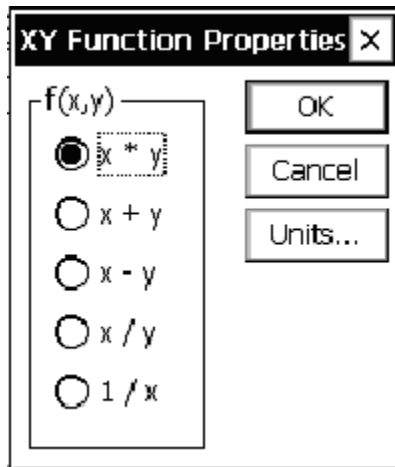 XY Function Properties X
f(x,y)
x * y
x + y
x - y
x / y
1 / x
OK
Cancel
Units...